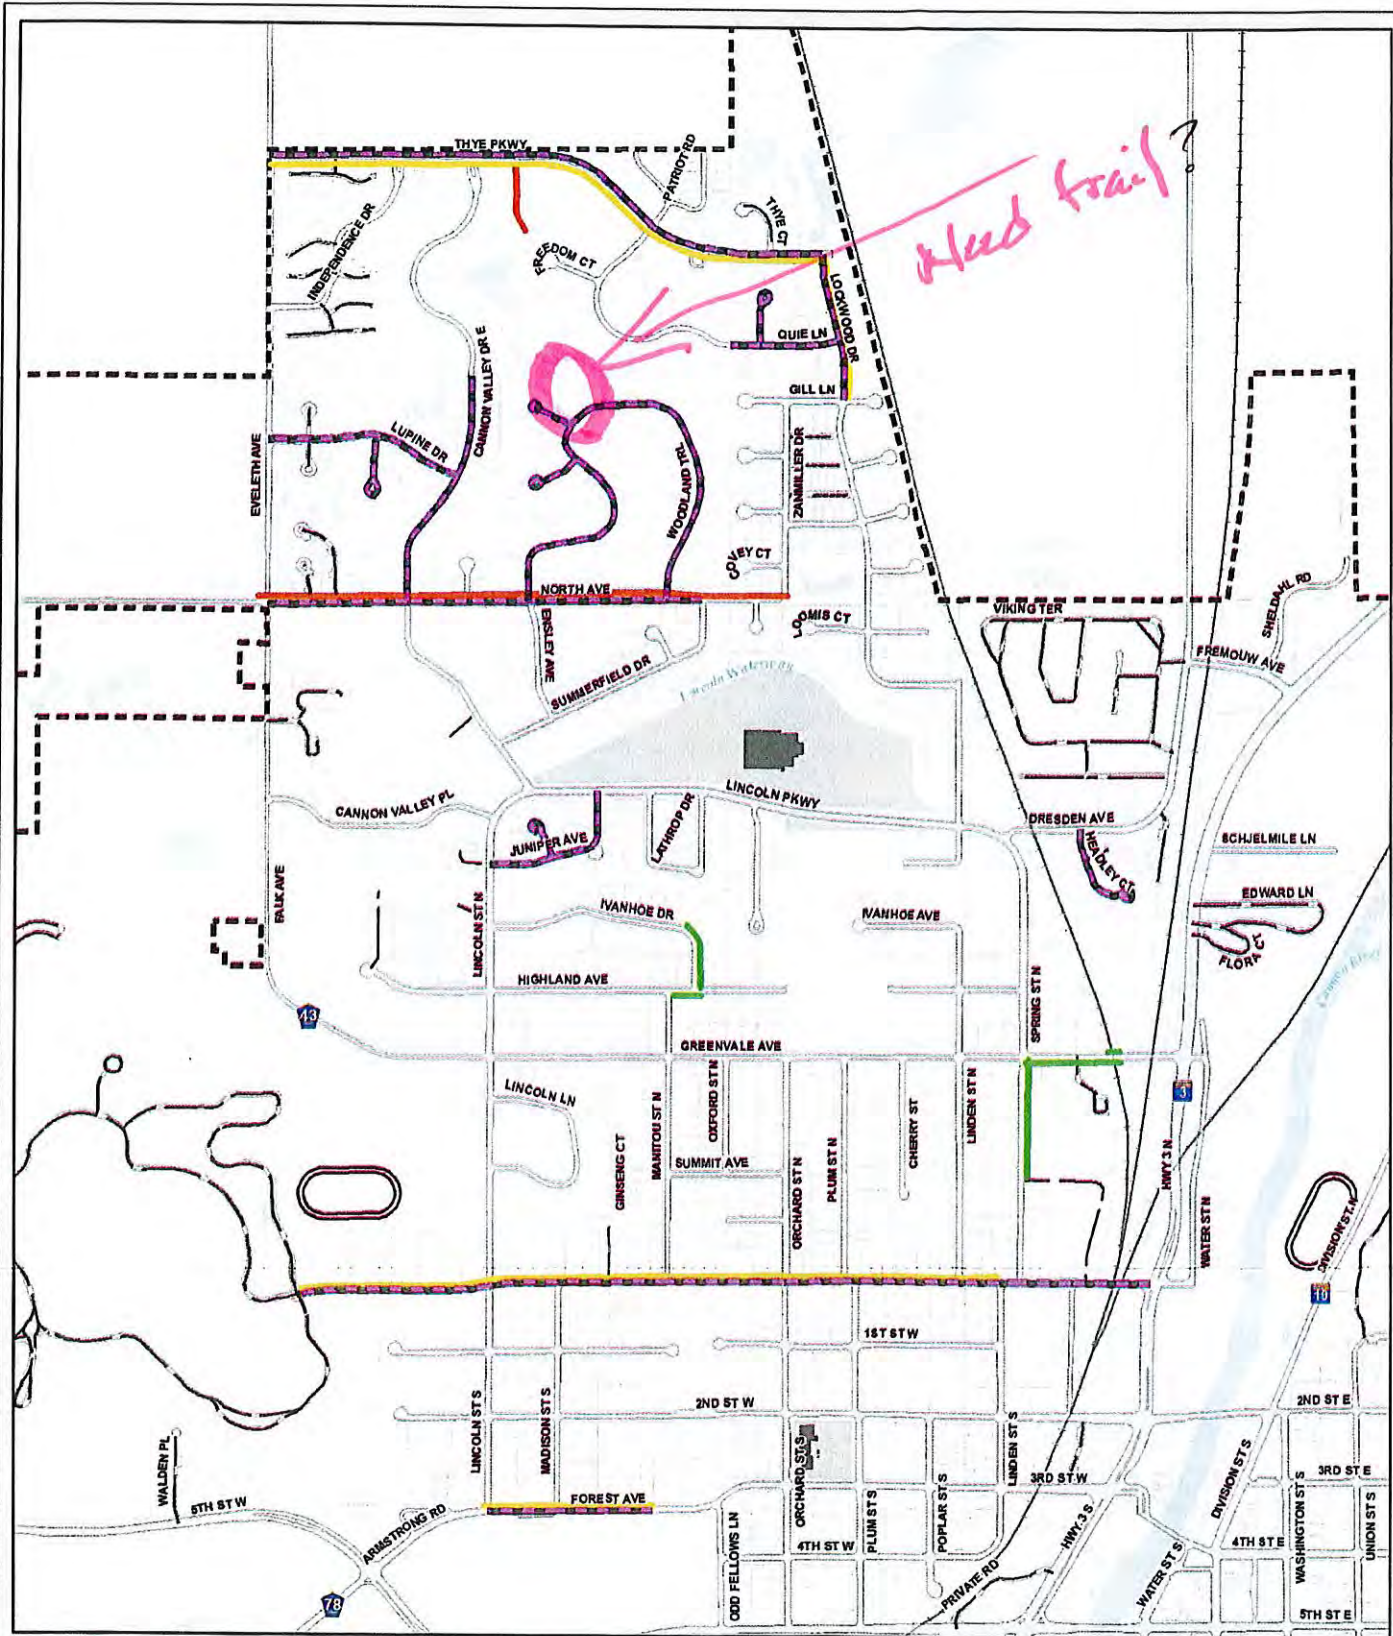 THYE PKWY
PATRIOT RD
need trail?
THYE CT
INDEPENDENCE DR
FREEDOM CT
LOCKWOOD DR
QUIE LN
CANNON VALLEY DR E
GILL LN
LUPINE DR
EVELETH AVE
ZANMILLER DR
WOODLAND TRL
COVEY CT
NORTH AVE
SHELDAHL RD
VIKING TER
LOOMIS CT
ENSLEY AVE
FREMOUW AVE
SUMMERFIELD DR
Lincoln Waterway
LINCOLN PKWY
CANNON VALLEY PL
DRESDEN AVE
LATHROP DR
JUNIPER AVE
SCHJELMILE LN
HEADLEY CT
EDWARD LN
FALK AVE
LINCOLN ST N
IVANHOE DR
IVANHOE AVE
FLORA CT
HIGHLAND AVE
Cannon River
43
SPRING ST N
GREENVALE AVE
LINCOLN LN
OXFORD ST N
MANITOU ST N
LINDEN ST N
3
CHERRY ST
GINSENG CT
SUMMIT AVE
PLUM ST N
HWY 3 N
ORCHARD ST N
WATER ST N
DIVISION ST N
19
1ST ST W
2ND ST W
2ND ST E
LINCOLN ST S
MADISON ST S
WALDEN PL
ORCHARD ST S
LINDEN ST S
3RD ST W
DIVISION ST S
3RD ST E
5TH ST W
FOREST AVE
PLUM ST S
POPLAR ST S
HWY 3 S
WASHINGTON ST S
UNION ST S
ARMSTRONG RD
ODD FELLOWS LN
4TH ST W
4TH ST E
PRIVATE RD
WATER ST S
78
5TH ST E